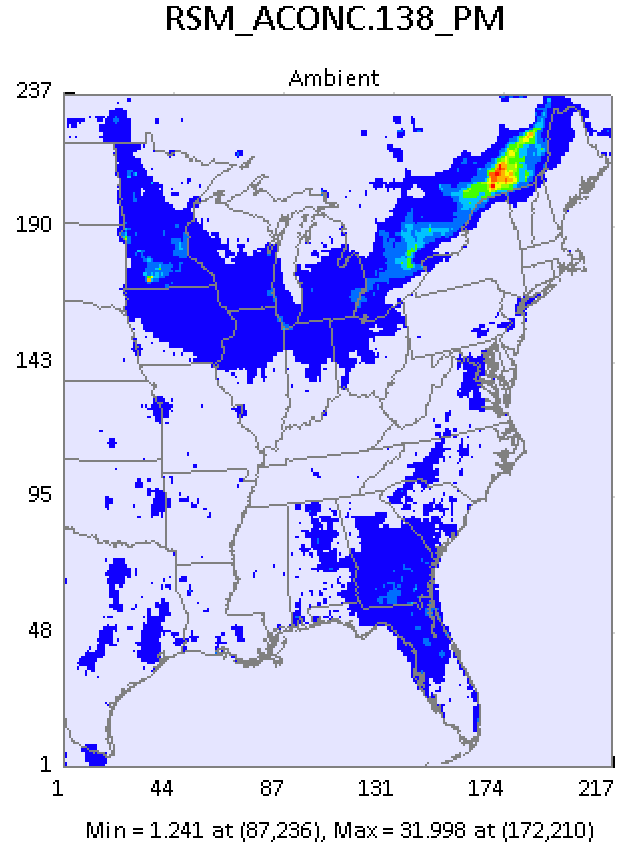 RSM_ACONC.138_PM
Ambient
237
190
143
95
48
1
1 44 87 131 174 217
Min = 1.241 at (87,236), Max = 31.998 at (172,210)